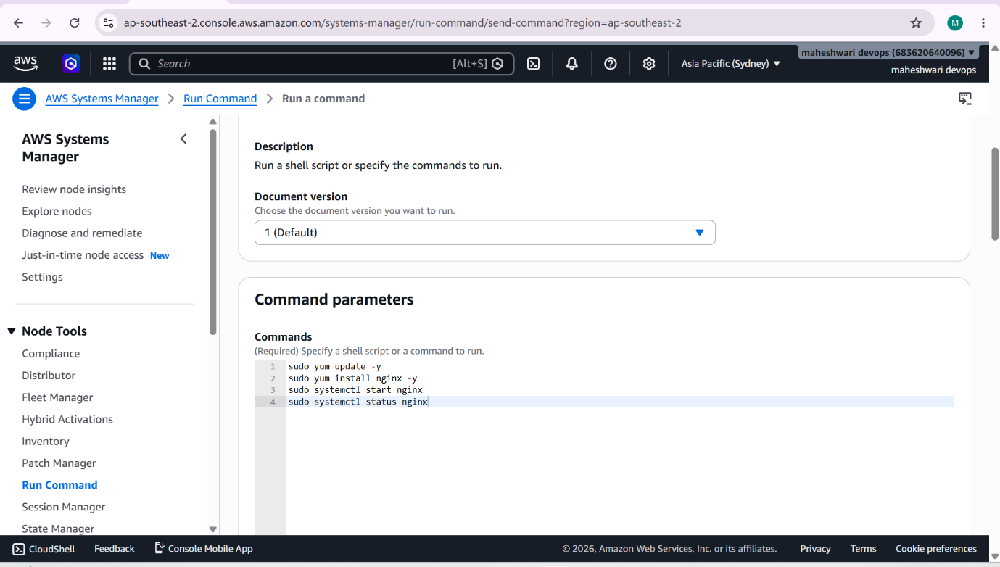 ap-southeast-2.console.aws.amazon.com/systems-manager/run-command/send-command?region=ap-southeast-2
M
aws
Search
[Alt+S]
Asia Pacific (Sydney)
maheshwari devops (683620640096)
maheshwari devops
AWS Systems Manager
Run Command
Run a command
AWS Systems
Manager
Review node insights
Explore nodes
Diagnose and remediate
Just-in-time node access New
Settings
Node Tools
Compliance
Distributor
Fleet Manager
Hybrid Activations
Inventory
Patch Manager
Run Command
Session Manager
State Manager
Description
Run a shell script or specify the commands to run.
Document version
Choose the document version you want to run.
1 (Default)
Command parameters
Commands
(Required) Specify a shell script or a command to run.
1 sudo yum update -y
2 sudo yum install nginx -y
3 sudo systemctl start nginx
4 sudo systemctl status nginx
CloudShell
Feedback
Console Mobile App
© 2026, Amazon Web Services, Inc. or its affiliates.
Privacy
Terms
Cookie preferences